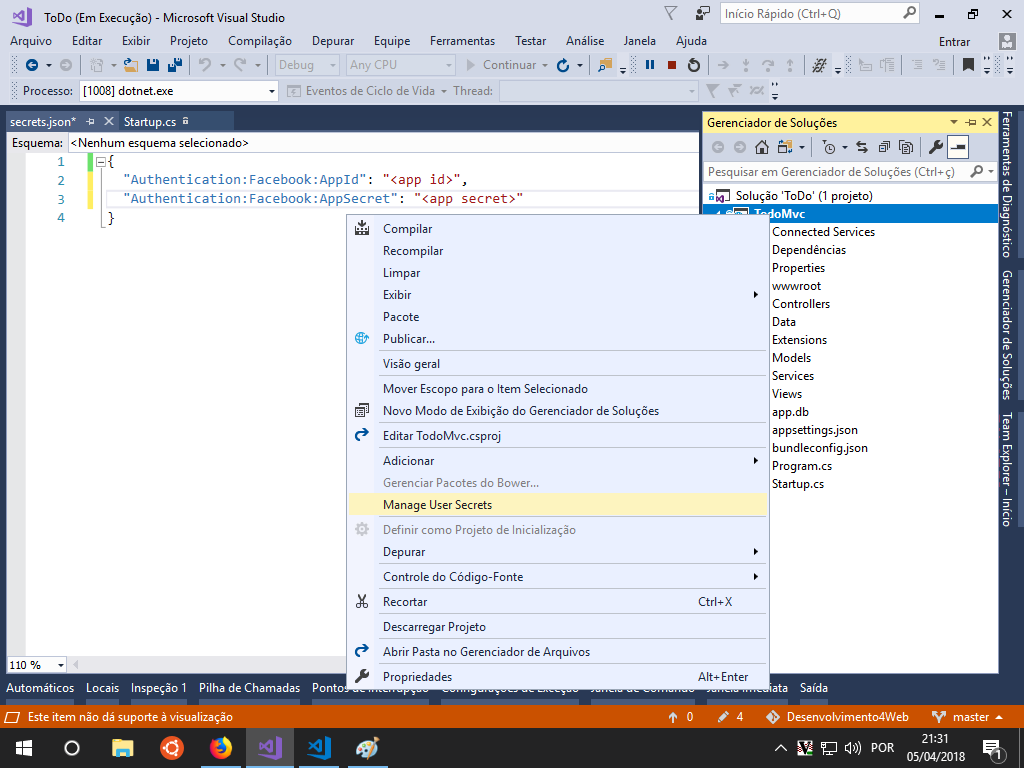 ToDo (Em Execução) - Microsoft Visual Studio
Início Rápido (Ctrl+Q)
Arquivo Editar Exibir Projeto Compilação Depurar Equipe Ferramentas Testar Análise Janela Ajuda Entrar
Debug Any CPU Continuar
Processo: [1008] dotnet.exe Eventos de Ciclo de Vida Thread:
secrets.json* Startup.cs
Esquema: <Nenhum esquema selecionado>
1 {
2 "Authentication:Facebook:AppId": "<app id>",
3 "Authentication:Facebook:AppSecret": "<app secret>"
4 }
Compilar
Recompilar
Limpar
Exibir
Pacote
Publicar...
Visão geral
Mover Escopo para o Item Selecionado
Novo Modo de Exibição do Gerenciador de Soluções
Editar TodoMvc.csproj
Adicionar
Gerenciar Pacotes do Bower...
Manage User Secrets
Definir como Projeto de Inicialização
Depurar
Controle do Código-Fonte
Recortar Ctrl+X
Descarregar Projeto
Abrir Pasta no Gerenciador de Arquivos
Propriedades Alt+Enter
Gerenciador de Soluções
Pesquisar em Gerenciador de Soluções (Ctrl+ç)
Solução 'ToDo' (1 projeto)
TodoMvc
Connected Services
Dependências
Properties
wwwroot
Controllers
Data
Extensions
Models
Services
Views
app.db
appsettings.json
bundleconfig.json
Program.cs
Startup.cs
Ferramentas de Diagnóstico
Gerenciador de Soluções
Team Explorer – Início
110 %
Automáticos Locais Inspeção 1 Pilha de Chamadas Pontos de Interrupção Configurações de Exceção Janela de Comando Janela Imediata Saída
Este item não dá suporte à visualização 0 4 Desenvolvimento4Web master
POR
21:31
05/04/2018
1